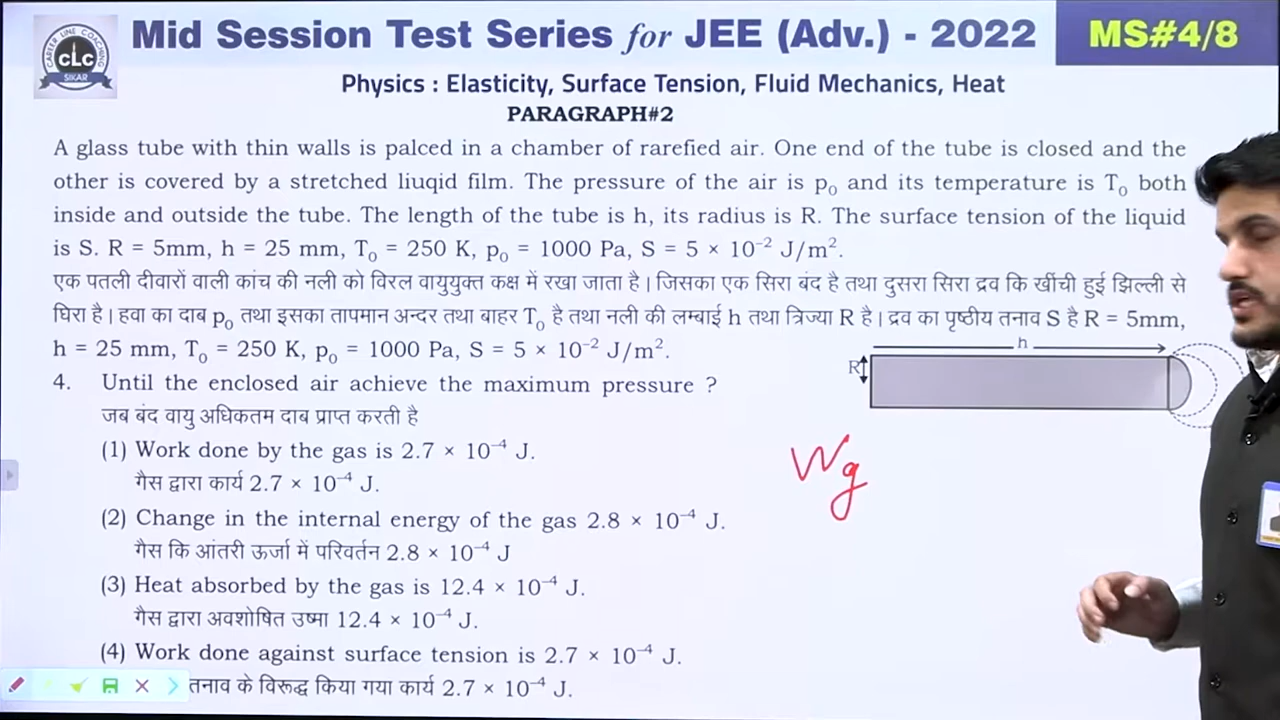 CAREER LINE COACHING
CLC
SIKAR
Mid Session Test Series for JEE (Adv.) - 2022
MS#4/8
Physics : Elasticity, Surface Tension, Fluid Mechanics, Heat
PARAGRAPH#2
A glass tube with thin walls is palced in a chamber of rarefied air. One end of the tube is closed and the
other is covered by a stretched liuqid film. The pressure of the air is p₀ and its temperature is T₀ both
inside and outside the tube. The length of the tube is h, its radius is R. The surface tension of the liquid
is S. R = 5mm, h = 25 mm, T₀ = 250 K, p₀ = 1000 Pa, S = 5 × 10⁻² J/m².
एक पतली दीवारों वाली कांच की नली को विरल वायुयुक्त कक्ष में रखा जाता है। जिसका एक सिरा बंद है तथा दुसरा सिरा द्रव कि खींची हुई झिल्ली से
घिरा है। हवा का दाब p₀ तथा इसका तापमान अन्दर तथा बाहर T₀ है तथा नली की लम्बाई h तथा त्रिज्या R है। द्रव का पृष्ठीय तनाव S है R = 5mm,
h = 25 mm, T₀ = 250 K, p₀ = 1000 Pa, S = 5 × 10⁻² J/m².
h
R
4. Until the enclosed air achieve the maximum pressure ?
जब बंद वायु अधिकतम दाब प्राप्त करती है
(1) Work done by the gas is 2.7 × 10⁻⁴ J.
गैस द्वारा कार्य 2.7 × 10⁻⁴ J.
Wg
(2) Change in the internal energy of the gas 2.8 × 10⁻⁴ J.
गैस कि आंतरी ऊर्जा में परिवर्तन 2.8 × 10⁻⁴ J
(3) Heat absorbed by the gas is 12.4 × 10⁻⁴ J.
गैस द्वारा अवशोषित उष्मा 12.4 × 10⁻⁴ J.
(4) Work done against surface tension is 2.7 × 10⁻⁴ J.
तनाव के विरूद्ध किया गया कार्य 2.7 × 10⁻⁴ J.